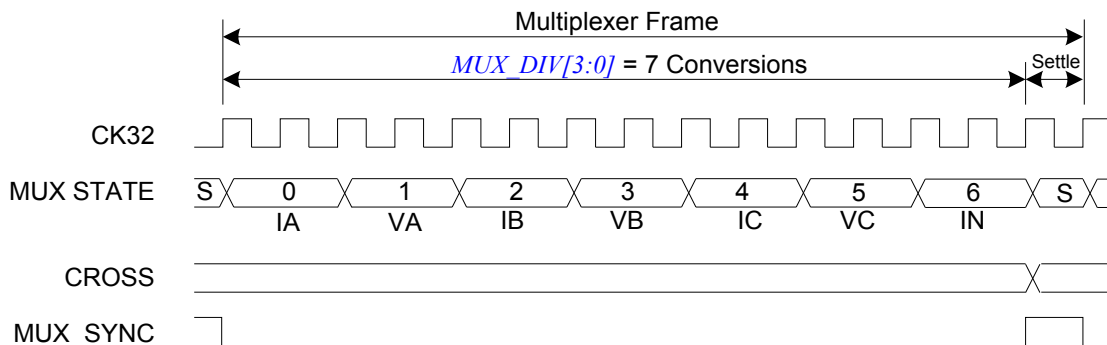 Multiplexer Frame
MUX_DIV[3:0] = 7 Conversions
Settle
CK32
MUX STATE
S 0 1 2 3 4 5 6 S
IA VA IB VB IC VC IN
CROSS
MUX_SYNC